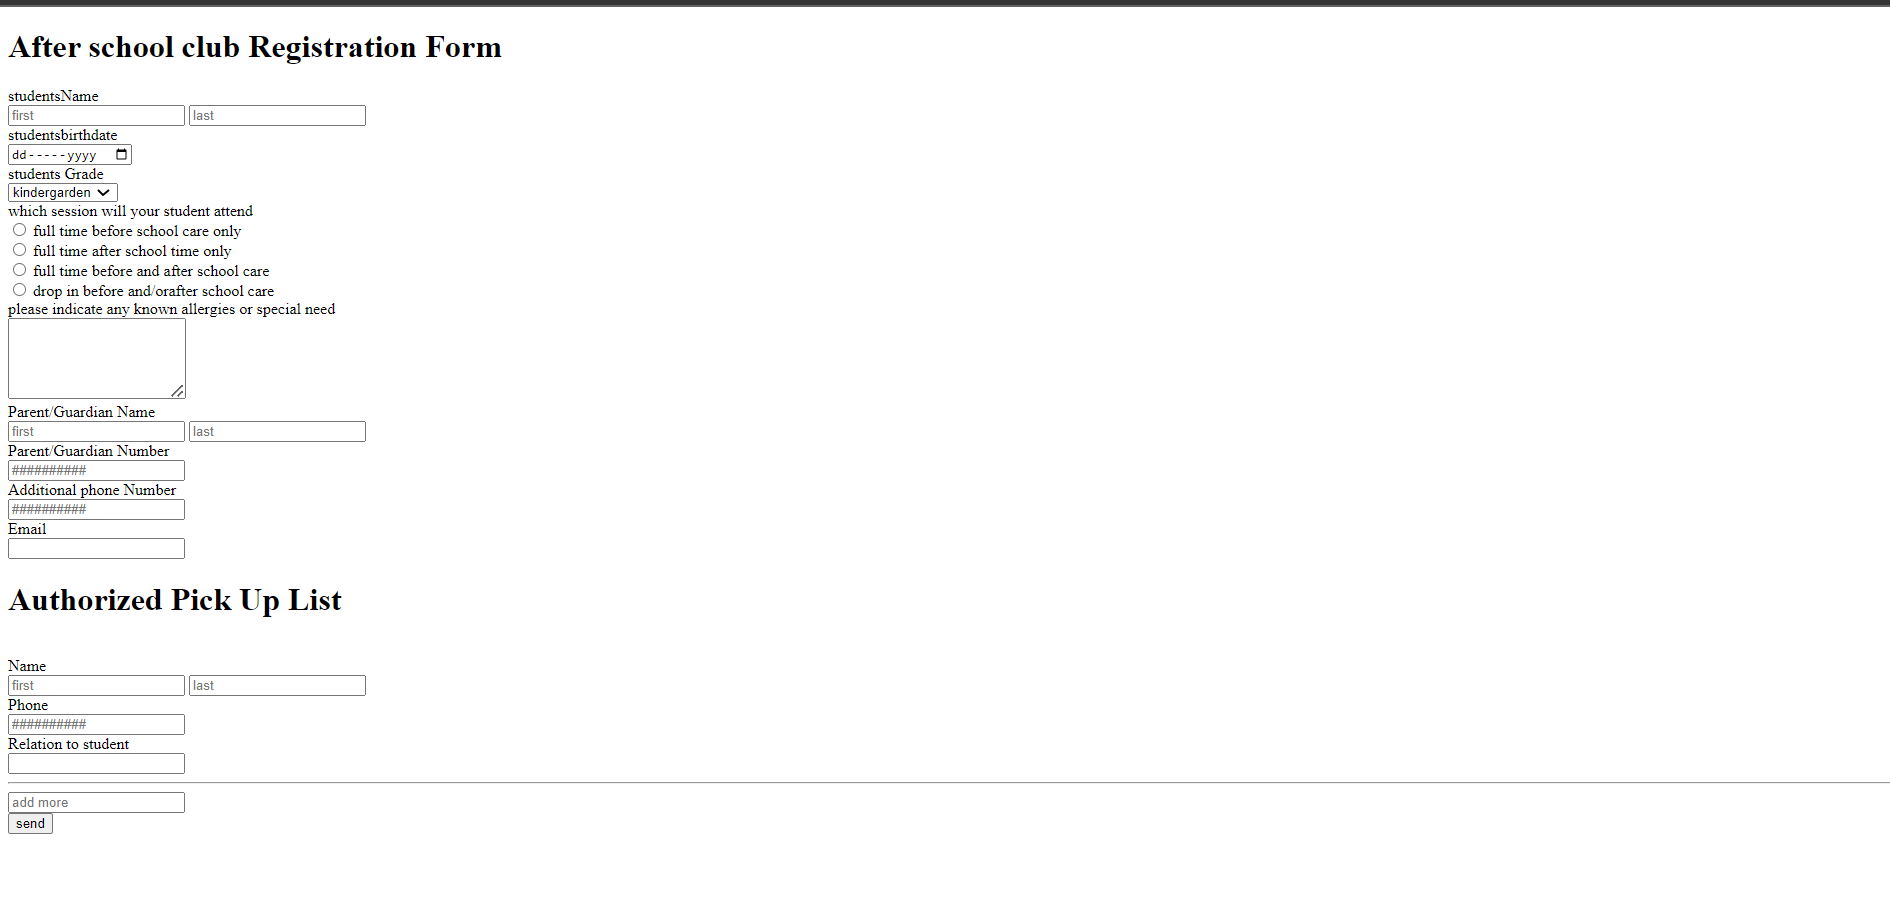 After school club Registration Form
studentsName
first last
studentsbirthdate
dd-----yyyy
students Grade
kindergarden
which session will your student attend
full time before school care only
full time after school time only
full time before and after school care
drop in before and/orafter school care
please indicate any known allergies or special need
Parent/Guardian Name
first last
Parent/Guardian Number
##########
Additional phone Number
##########
Email
Authorized Pick Up List
Name
first last
Phone
##########
Relation to student
add more
send